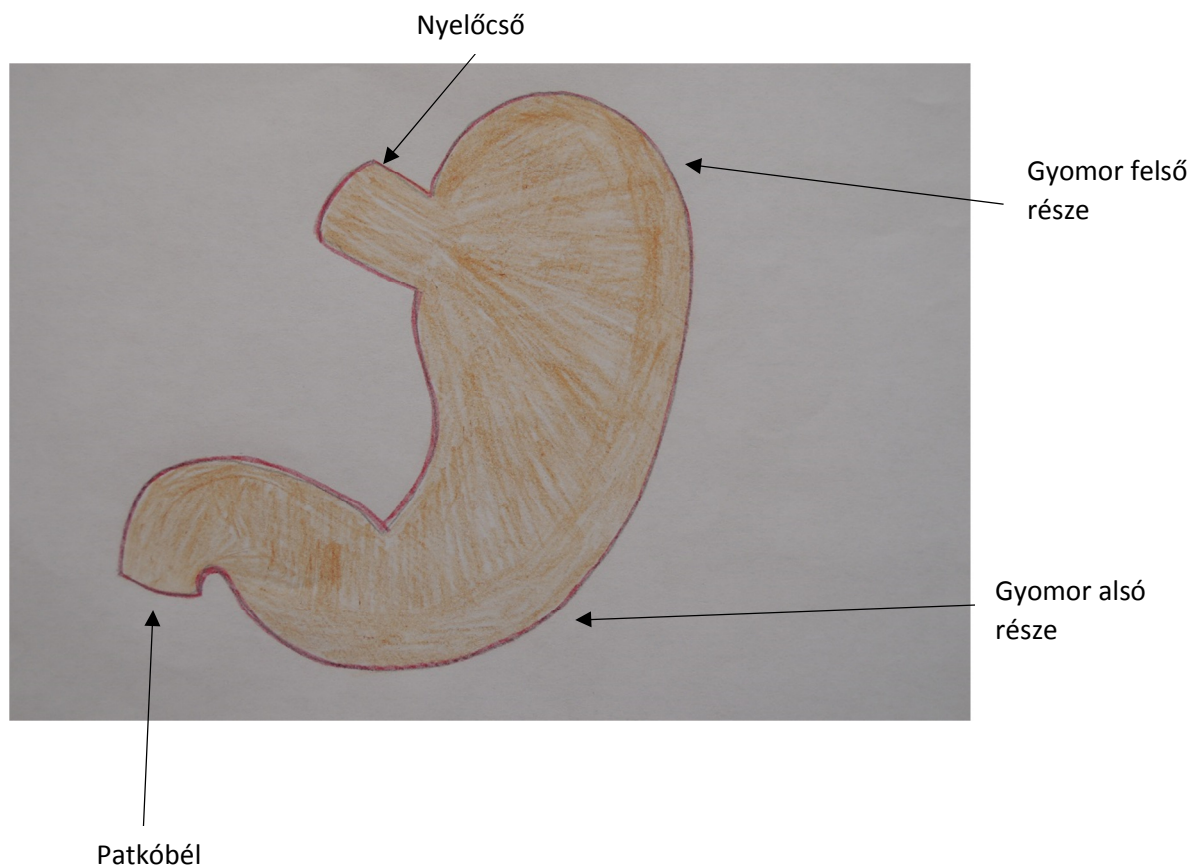 Nyelőcső
Gyomor felső
része
Gyomor alsó
része
Patkóbél